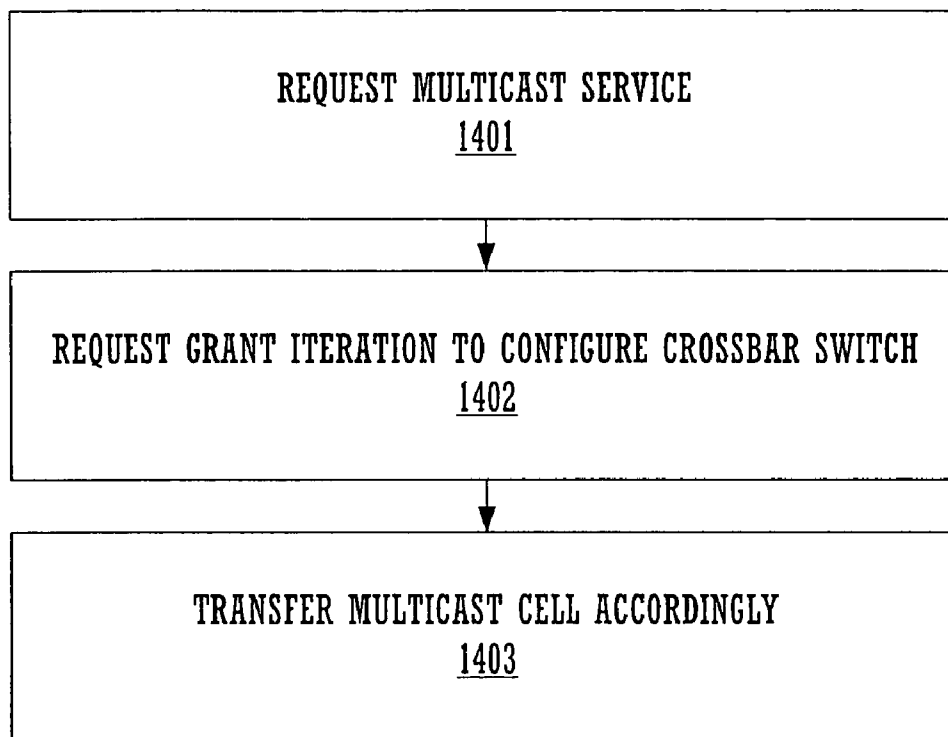 REQUEST MULTICAST SERVICE
1401
REQUEST GRANT ITERATION TO CONFIGURE CROSSBAR SWITCH
1402
TRANSFER MULTICAST CELL ACCORDINGLY
1403